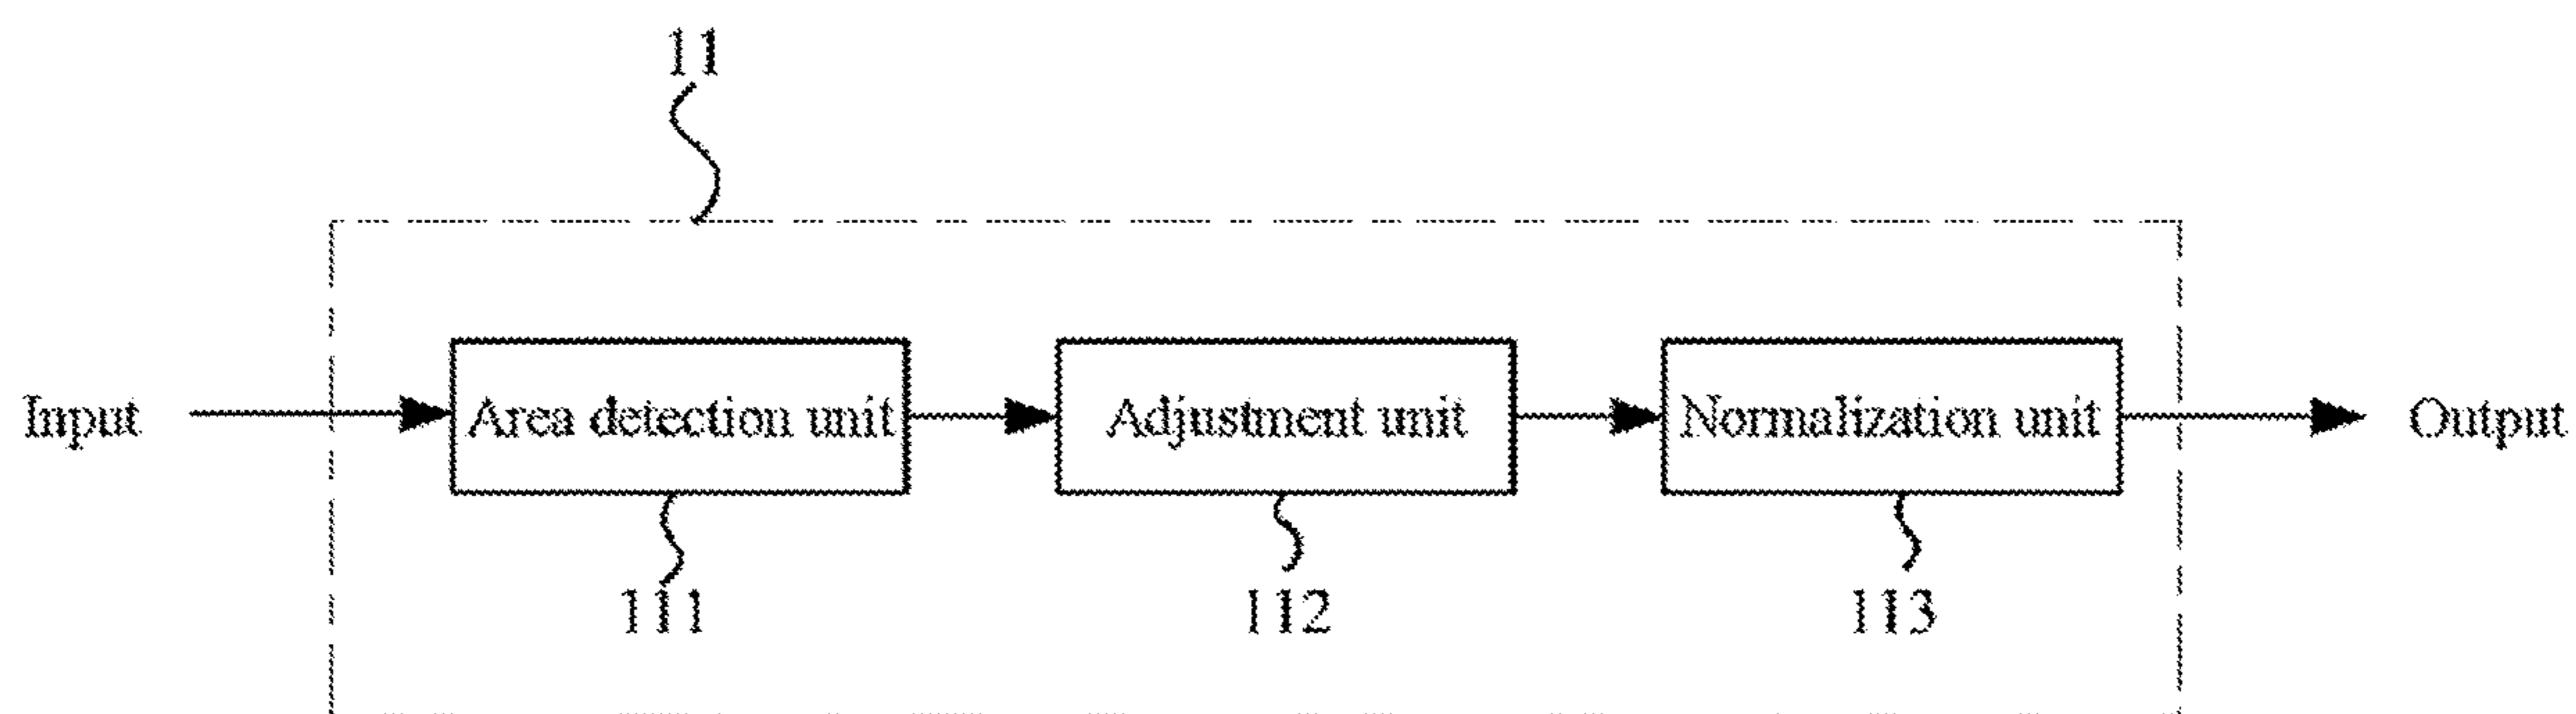 11
Input
Area detection unit
Adjustment unit
Normalization unit
Output
111
112
113